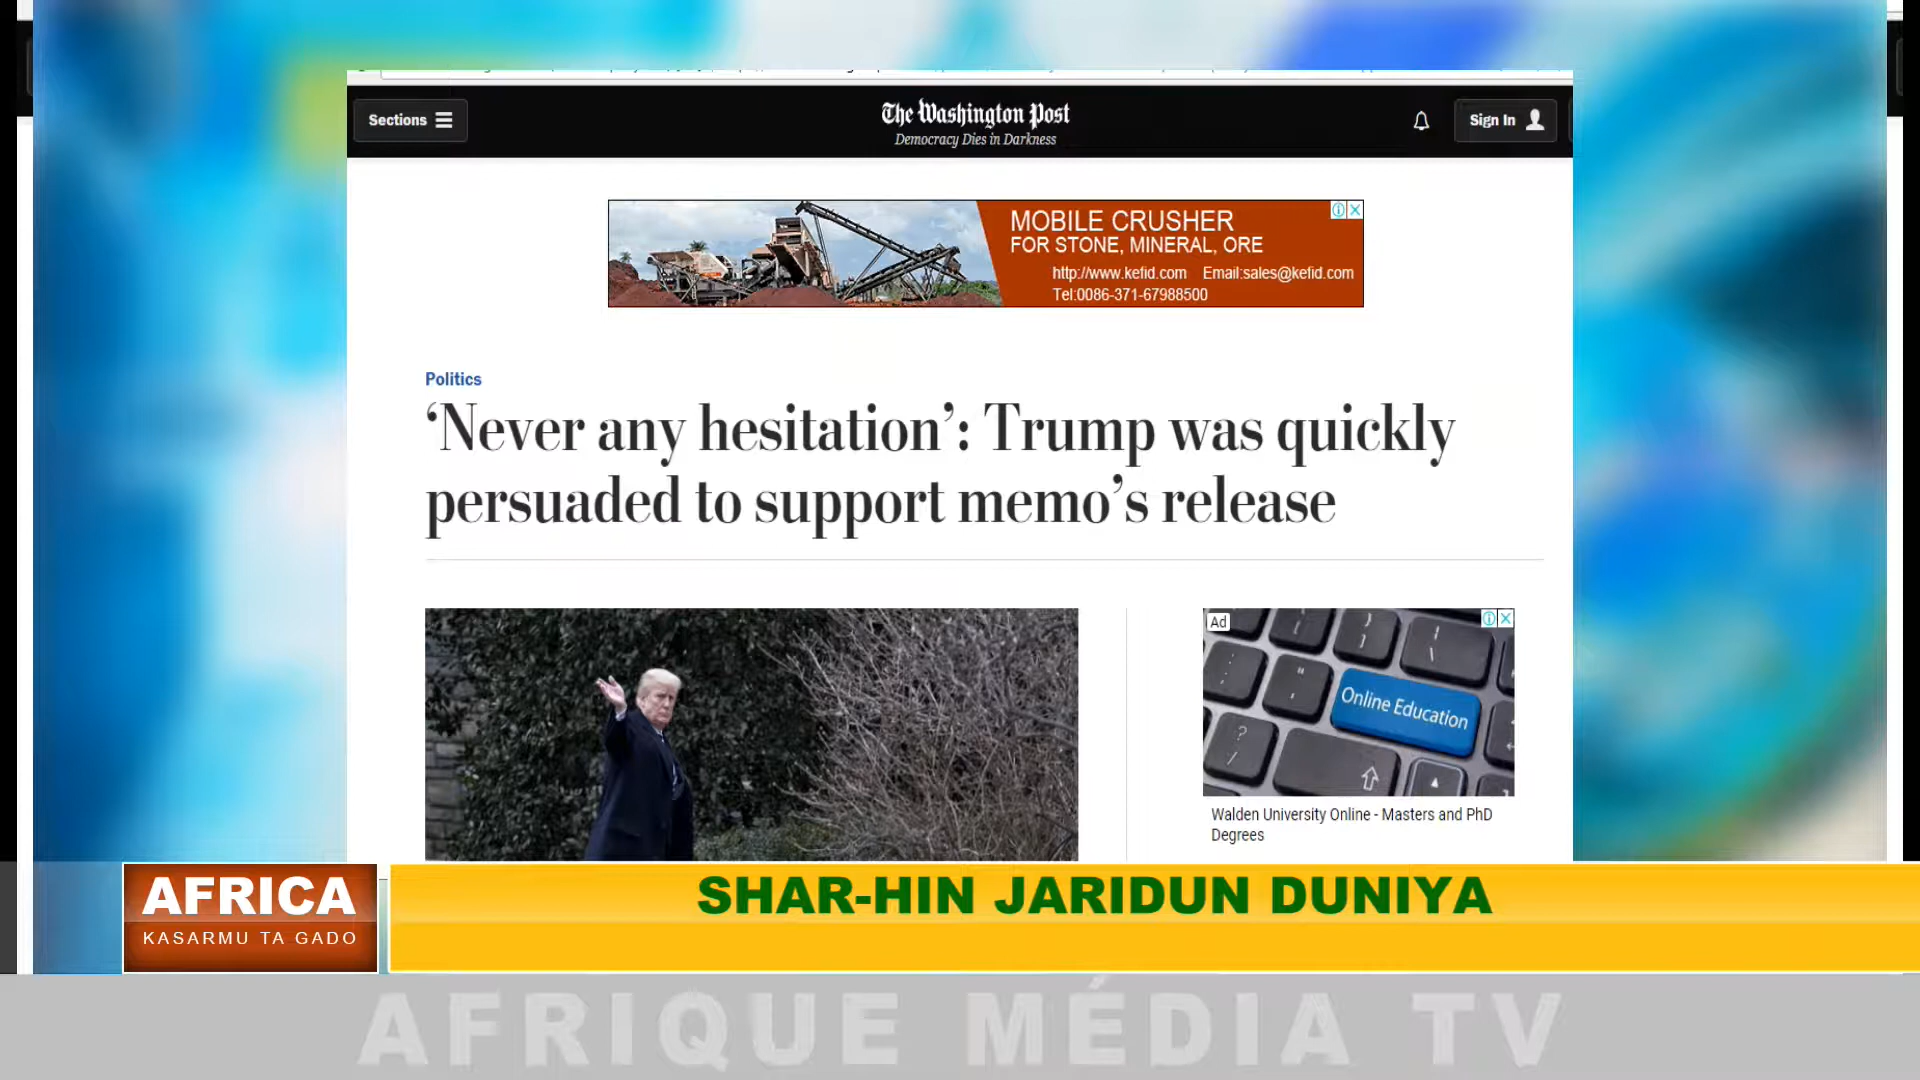 Sections
The Washington Post
Democracy Dies in Darkness
Sign In
MOBILE CRUSHER
FOR STONE, MINERAL, ORE
http://www.kefid.com Email:sales@kefid.com
Tel:0086-371-67988500
Politics
‘Never any hesitation’: Trump was quickly
persuaded to support memo’s release
Ad
Online Education
Walden University Online - Masters and PhD
Degrees
AFRICA
KASARMU TA GADO
SHAR-HIN JARIDUN DUNIYA
AFRIQUE MÉDIA TV